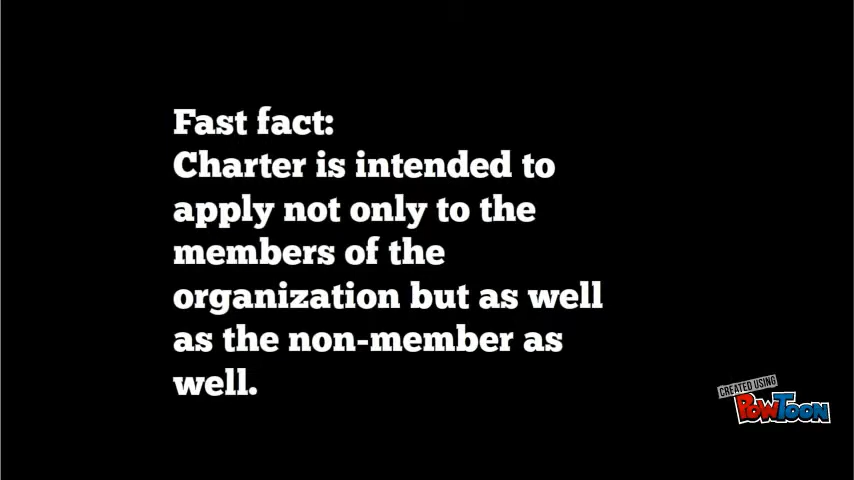 Fast fact:
Charter is intended to
apply not only to the
members of the
organization but as well
as the non-member as
well.
CREATED USING
POWTOON